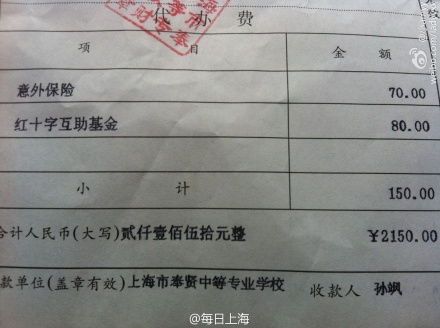 代办费
项目 金额
意外保险 70.00
红十字互助基金 80.00
小计 150.00
合计人民币(大写)贰仟壹佰伍拾元整 ¥2150.00
款单位(盖章有效)上海市奉贤中等专业学校 收款人 孙飒
@每日上海